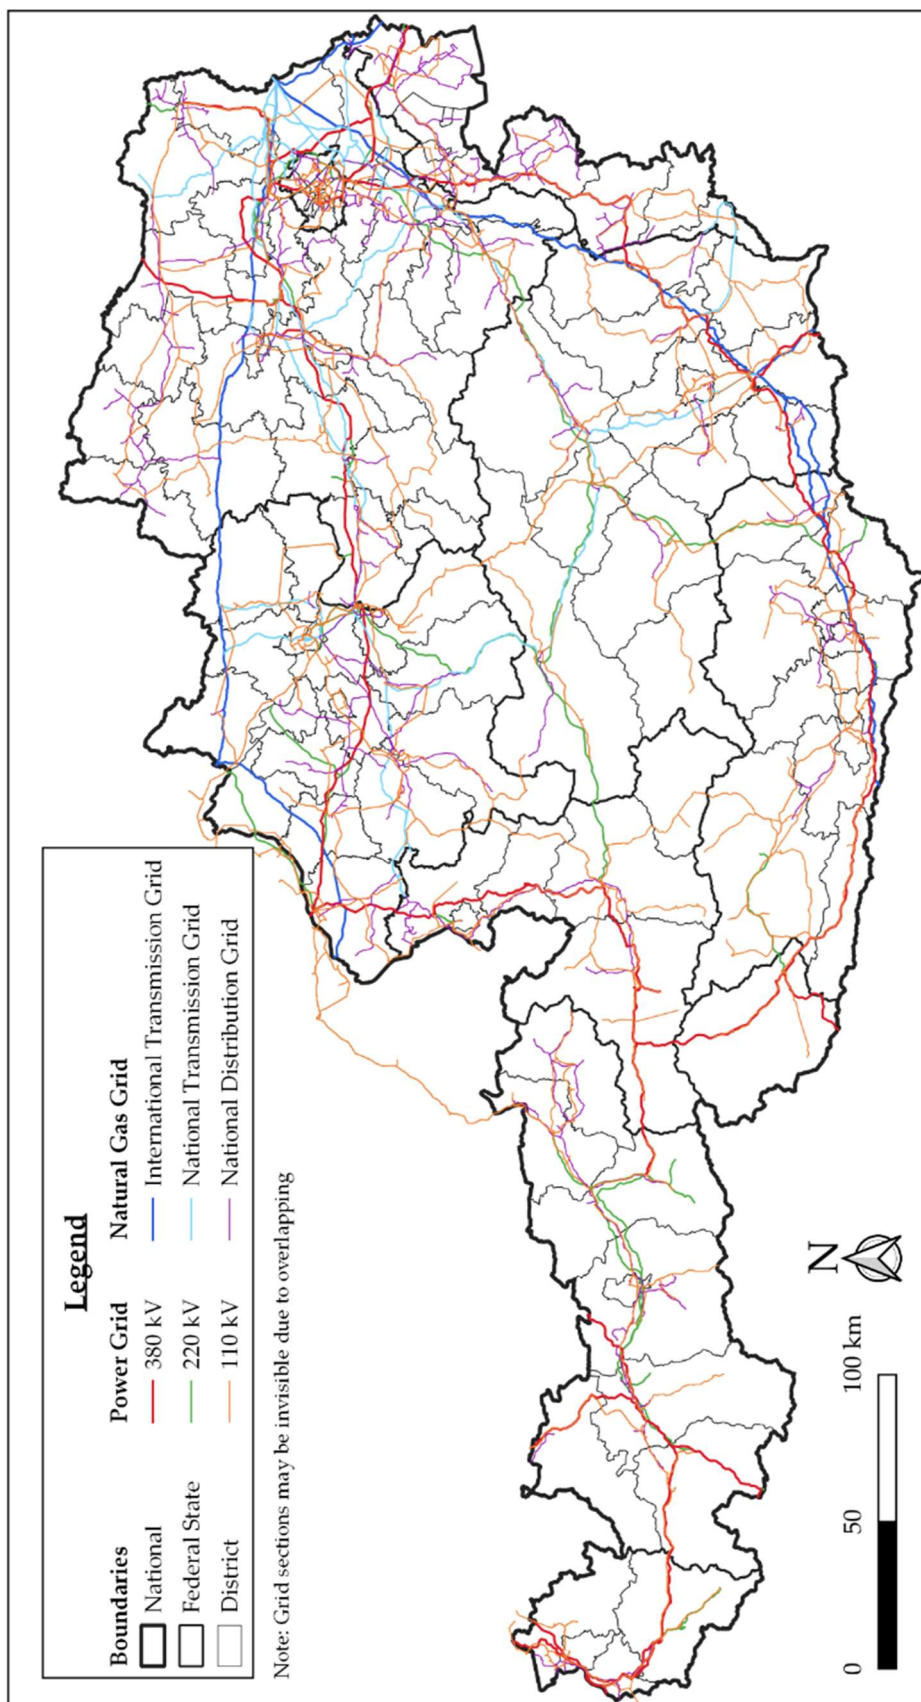 Legend
Boundaries
National
Federal State
District
Power Grid
380 kV
220 kV
110 kV
Natural Gas Grid
International Transmission Grid
National Transmission Grid
National Distribution Grid
Note: Grid sections may be invisible due to overlapping
0 50 100 km
N